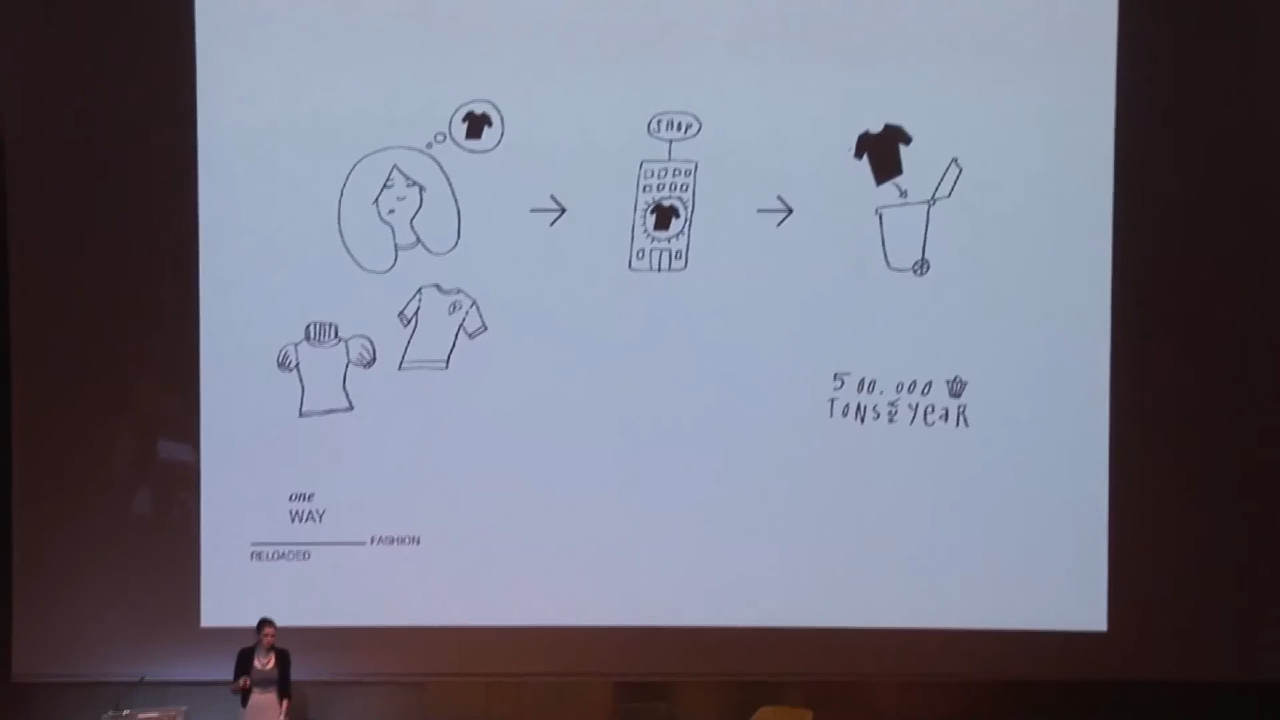 SHOP
500.000
TONS YEAR
one
WAY
FASHION
RELOADED